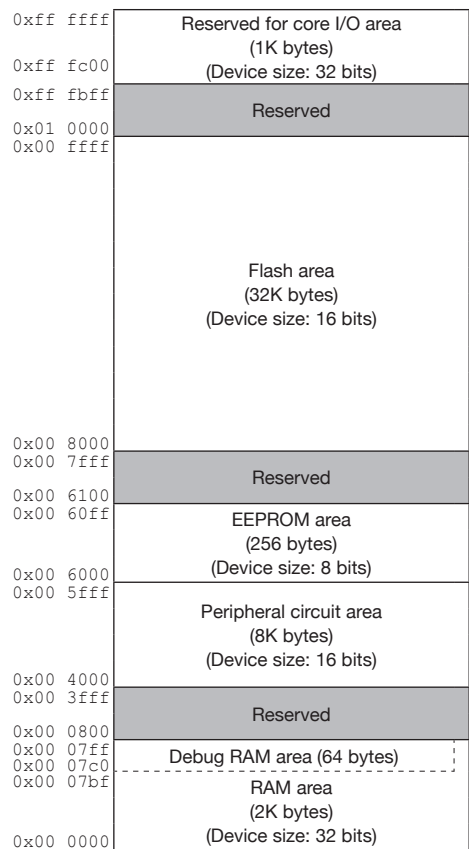 0xff ffff
Reserved for core I/O area
(1K bytes)
0xff fc00
(Device size: 32 bits)
0xff fbff
Reserved
0x01 0000
0x00 ffff
Flash area
(32K bytes)
(Device size: 16 bits)
0x00 8000
0x00 7fff
Reserved
0x00 6100
0x00 60ff
EEPROM area
(256 bytes)
0x00 6000
(Device size: 8 bits)
0x00 5fff
Peripheral circuit area
(8K bytes)
(Device size: 16 bits)
0x00 4000
0x00 3fff
Reserved
0x00 0800
0x00 07ff
Debug RAM area (64 bytes)
0x00 07c0
0x00 07bf
RAM area
(2K bytes)
0x00 0000
(Device size: 32 bits)